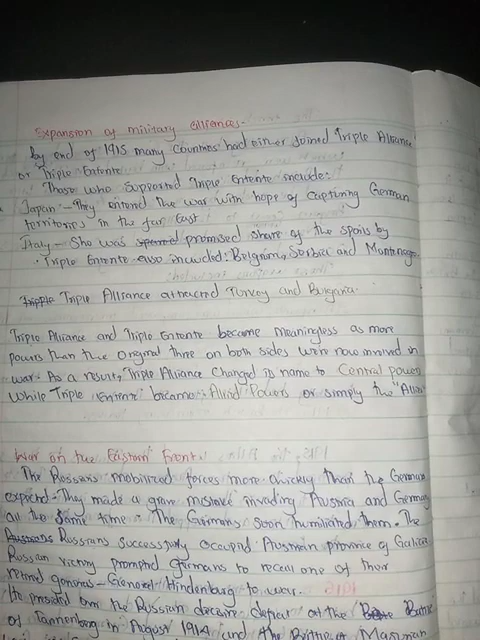 Expansion of military alliences-
By end of 1915 many countries had either Joined Triple Alliance
or Triple Entente
Those who supported Triple Entente include:
Japan - They entered the war with hope of capturing German
territories in the far East
Italy - She was promised share of the spoils by
Triple Entente also included: Belgium, Serbia and Montenegro
Triple Alliance attracted Turkey and Bulgaria.
Triple Alliance and Triple Entente became meaningless as more
powers than the original three on both sides were now involved in
war. As a result, Triple Alliance changed its name to Central powers
while Triple Entente became Allied Powers or simply the "Allies"
War on the Eastern Front
The Russians mobilised forces more quickly than the Germans
expected. They made a grave mistake invading Austria and Germany
at the same time. The Germans soon humiliated them. The
Russians successfully occupied Austrian province of Galicia
Russian victory prompted Germans to recall one of their
retired generals - General Hindenburg to war.
He presided over the Russian decisive defeat at the Battle
of Tannenburg in August 1914 and the Battle